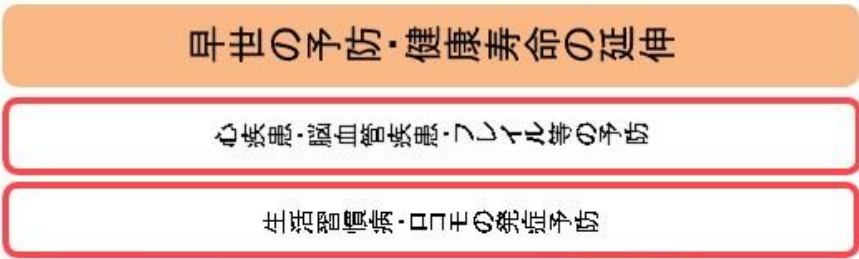 早世の予防・健康寿命の延伸
心疾患・脳血管疾患・フレイル等の予防
生活習慣病・ロコモの発症予防